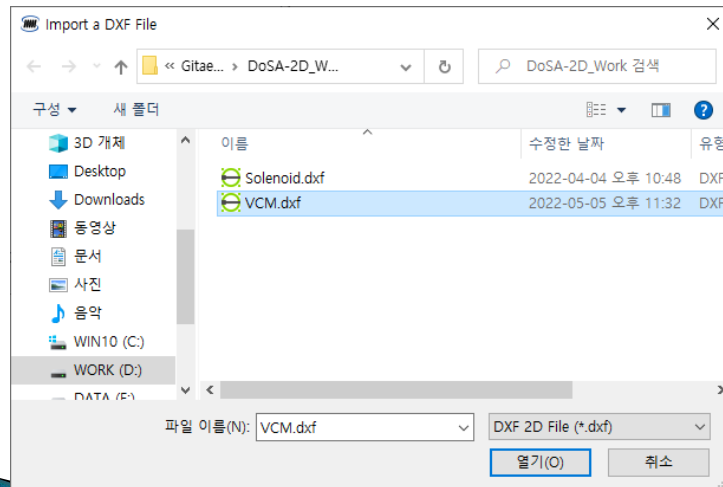 Import a DXF File
« Gitae... › DoSA-2D_W...
DoSA-2D_Work 검색
구성
새 폴더
3D 개체
Desktop
Downloads
동영상
문서
사진
음악
WIN10 (C:)
WORK (D:)
DATA (E:)
이름 수정한 날짜 유형
Solenoid.dxf 2022-04-04 오후 10:48 DXF
VCM.dxf 2022-05-05 오후 11:32 DXF
파일 이름(N): VCM.dxf DXF 2D File (*.dxf)
열기(O) 취소